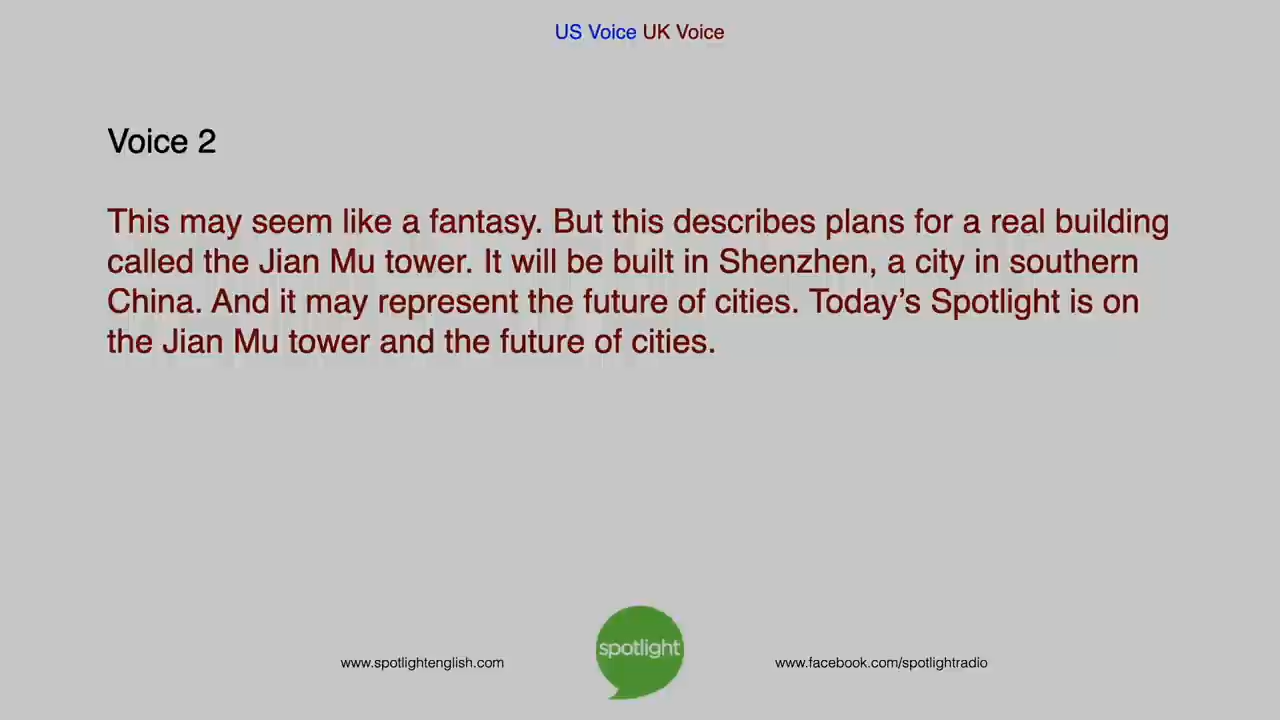 US Voice UK Voice
Voice 2
This may seem like a fantasy. But this describes plans for a real building
called the Jian Mu tower. It will be built in Shenzhen, a city in southern
China. And it may represent the future of cities. Today’s Spotlight is on
the Jian Mu tower and the future of cities.
www.spotlightenglish.com
spotlight
www.facebook.com/spotlightradio